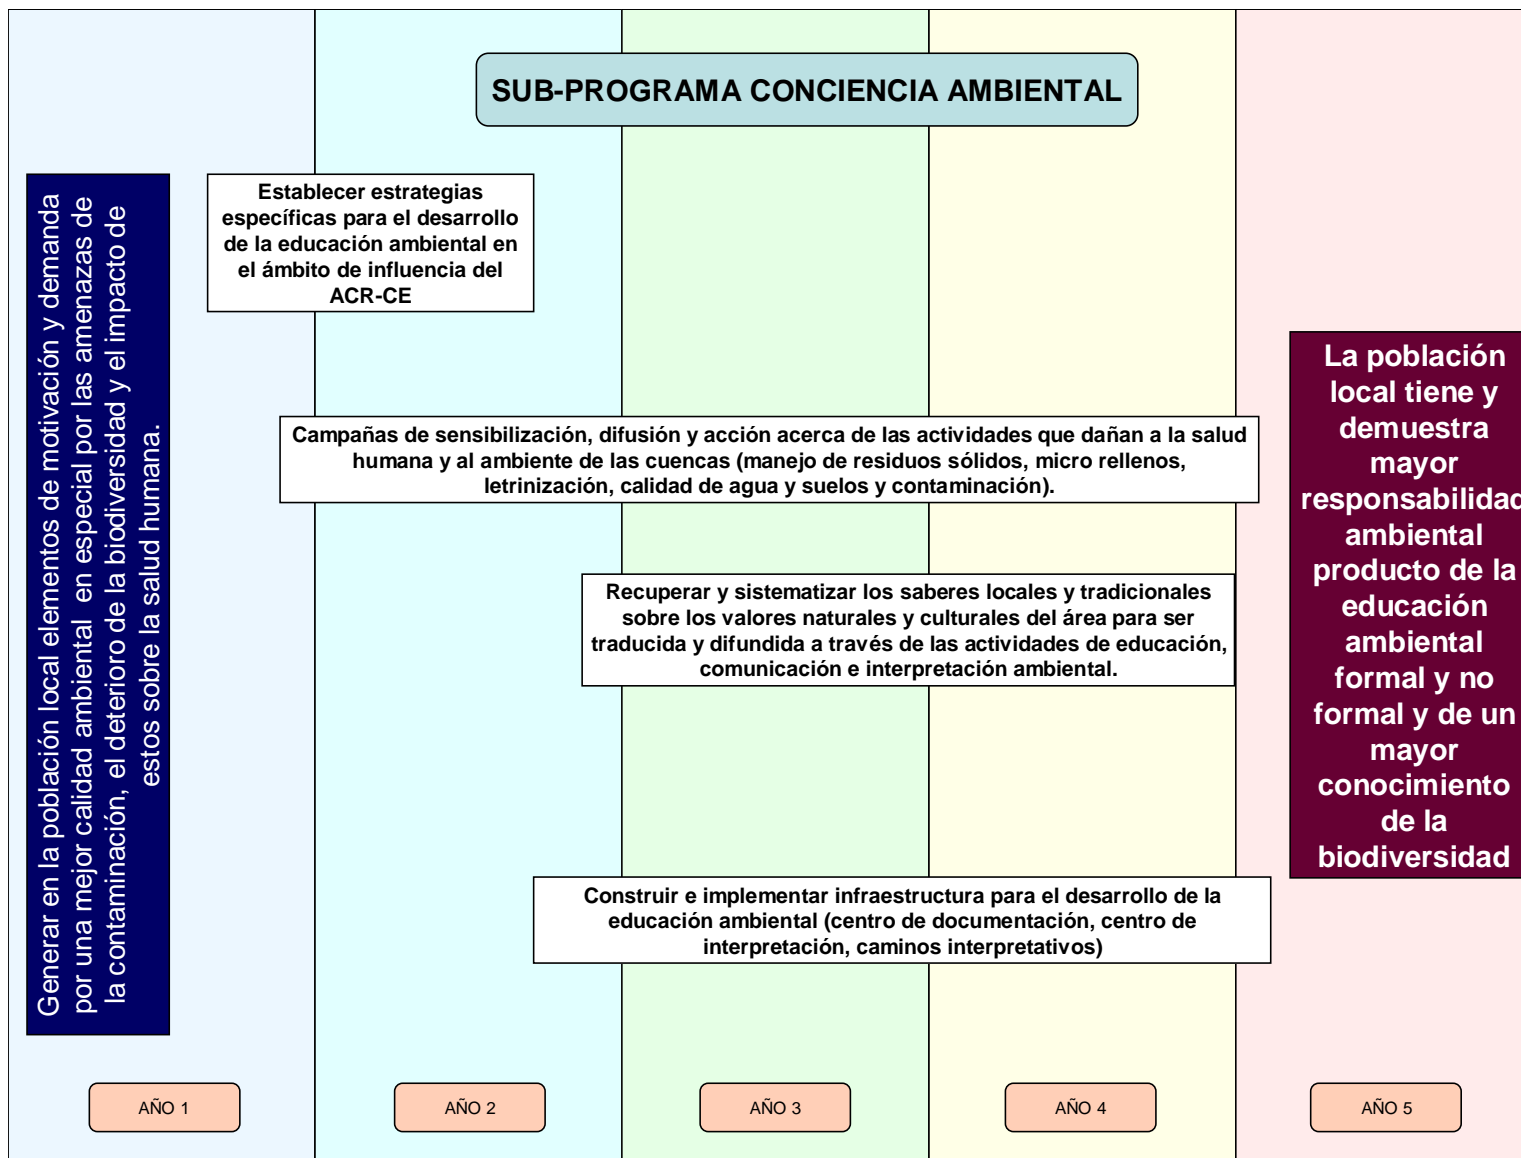 SUB-PROGRAMA CONCIENCIA AMBIENTAL
Generar en la población local elementos de motivación y demanda
por una mejor calidad ambiental  en especial por las amenazas de
la contaminación, el deterioro de la biodiversidad y el impacto de
estos sobre la salud humana.
Establecer estrategias
específicas para el desarrollo
de la educación ambiental en
el ámbito de influencia del
ACR-CE
Campañas de sensibilización, difusión y acción acerca de las actividades que dañan a la salud
humana y al ambiente de las cuencas (manejo de residuos sólidos, micro rellenos,
letrinización, calidad de agua y suelos y contaminación).
Recuperar y sistematizar los saberes locales y tradicionales
sobre los valores naturales y culturales del área para ser
traducida y difundida a través de las actividades de educación,
comunicación e interpretación ambiental.
Construir e implementar infraestructura para el desarrollo de la
educación ambiental (centro de documentación, centro de
interpretación, caminos interpretativos)
La población
local tiene y
demuestra
mayor
responsabilidad
ambiental
producto de la
educación
ambiental
formal y no
formal y de un
mayor
conocimiento
de la
biodiversidad
AÑO 1
AÑO 2
AÑO 3
AÑO 4
AÑO 5